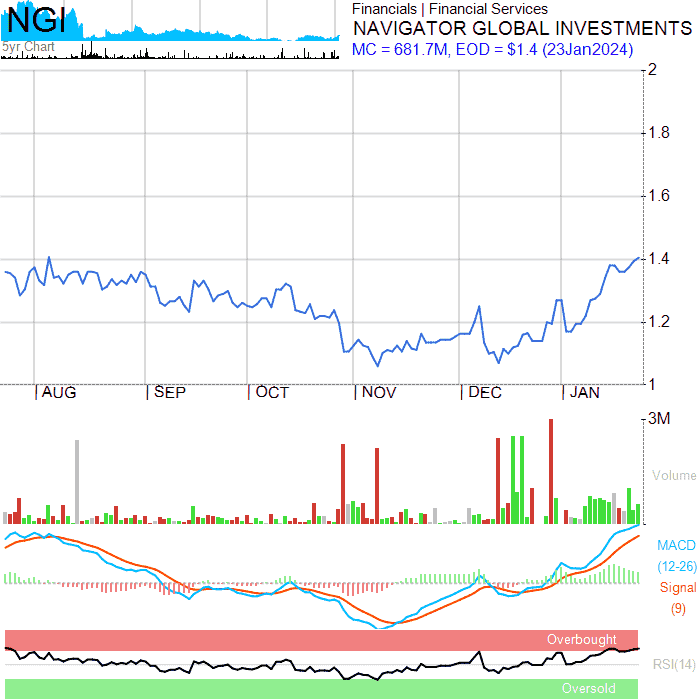 NGI
5yr Chart
Financials | Financial Services
NAVIGATOR GLOBAL INVESTMENTS
MC = 681.7M, EOD = $1.4 (23Jan2024)
2
1.8
1.6
1.4
1.2
1
AUG SEP OCT NOV DEC JAN
3M
Volume
MACD
(12-26)
Signal
(9)
Overbought
RSI(14)
Oversold